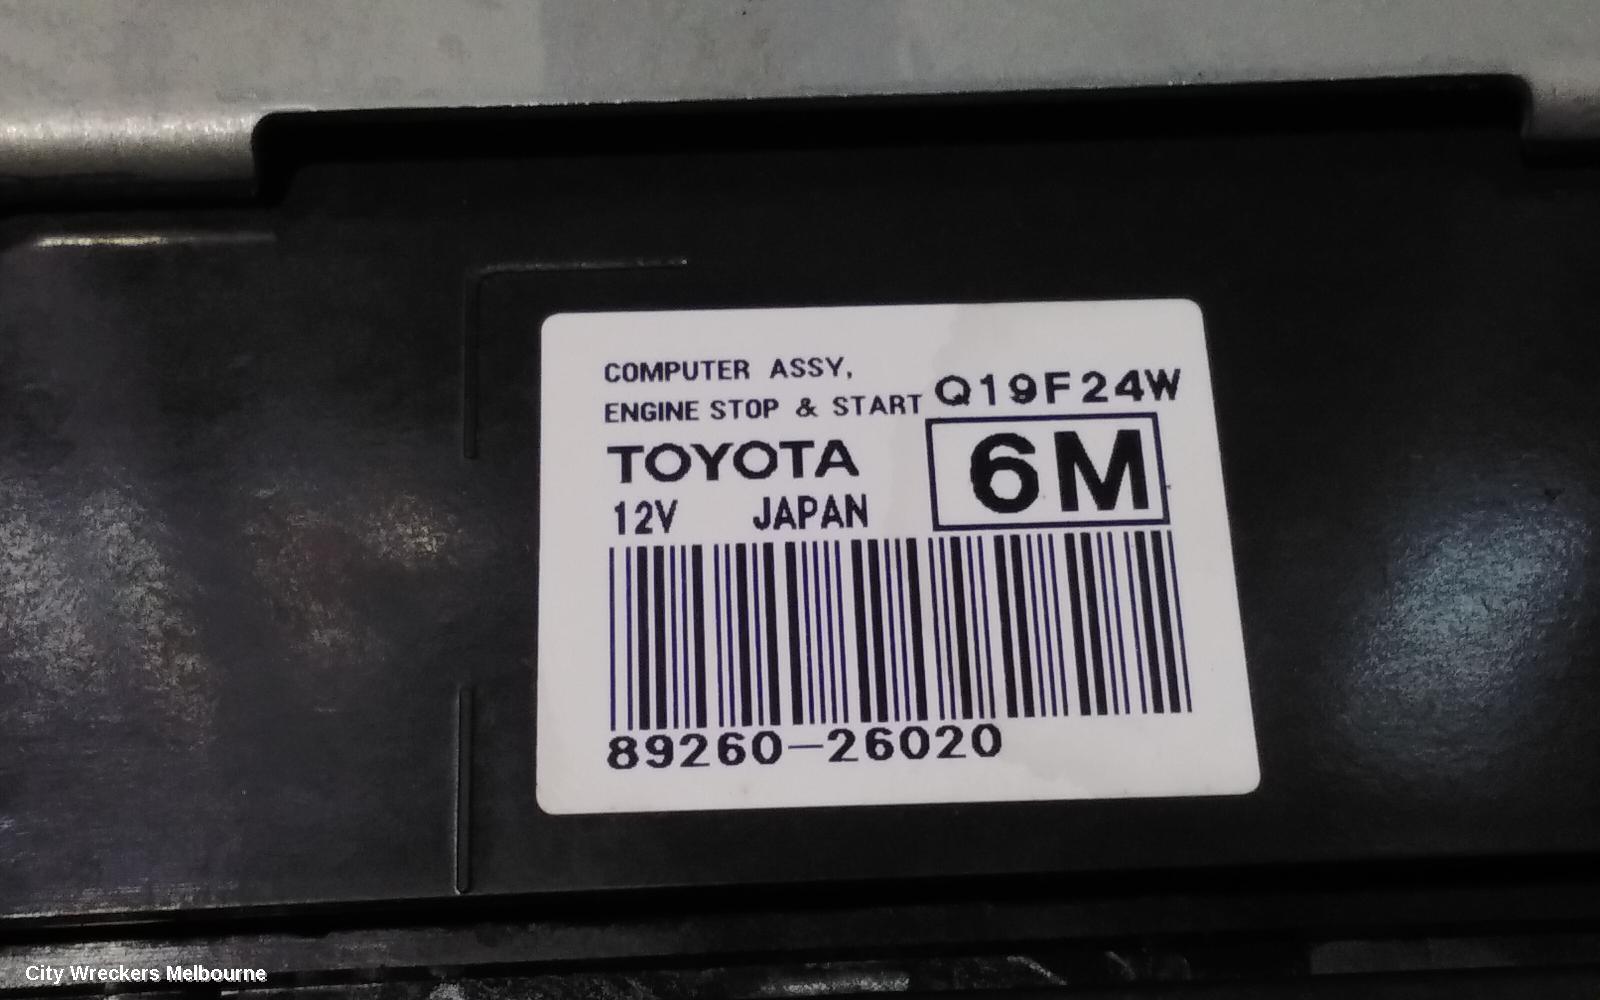 COMPUTER ASSY,
ENGINE STOP & START Q19F24W
TOYOTA
6M
12V JAPAN
89260-26020
City Wreckers Melbourne